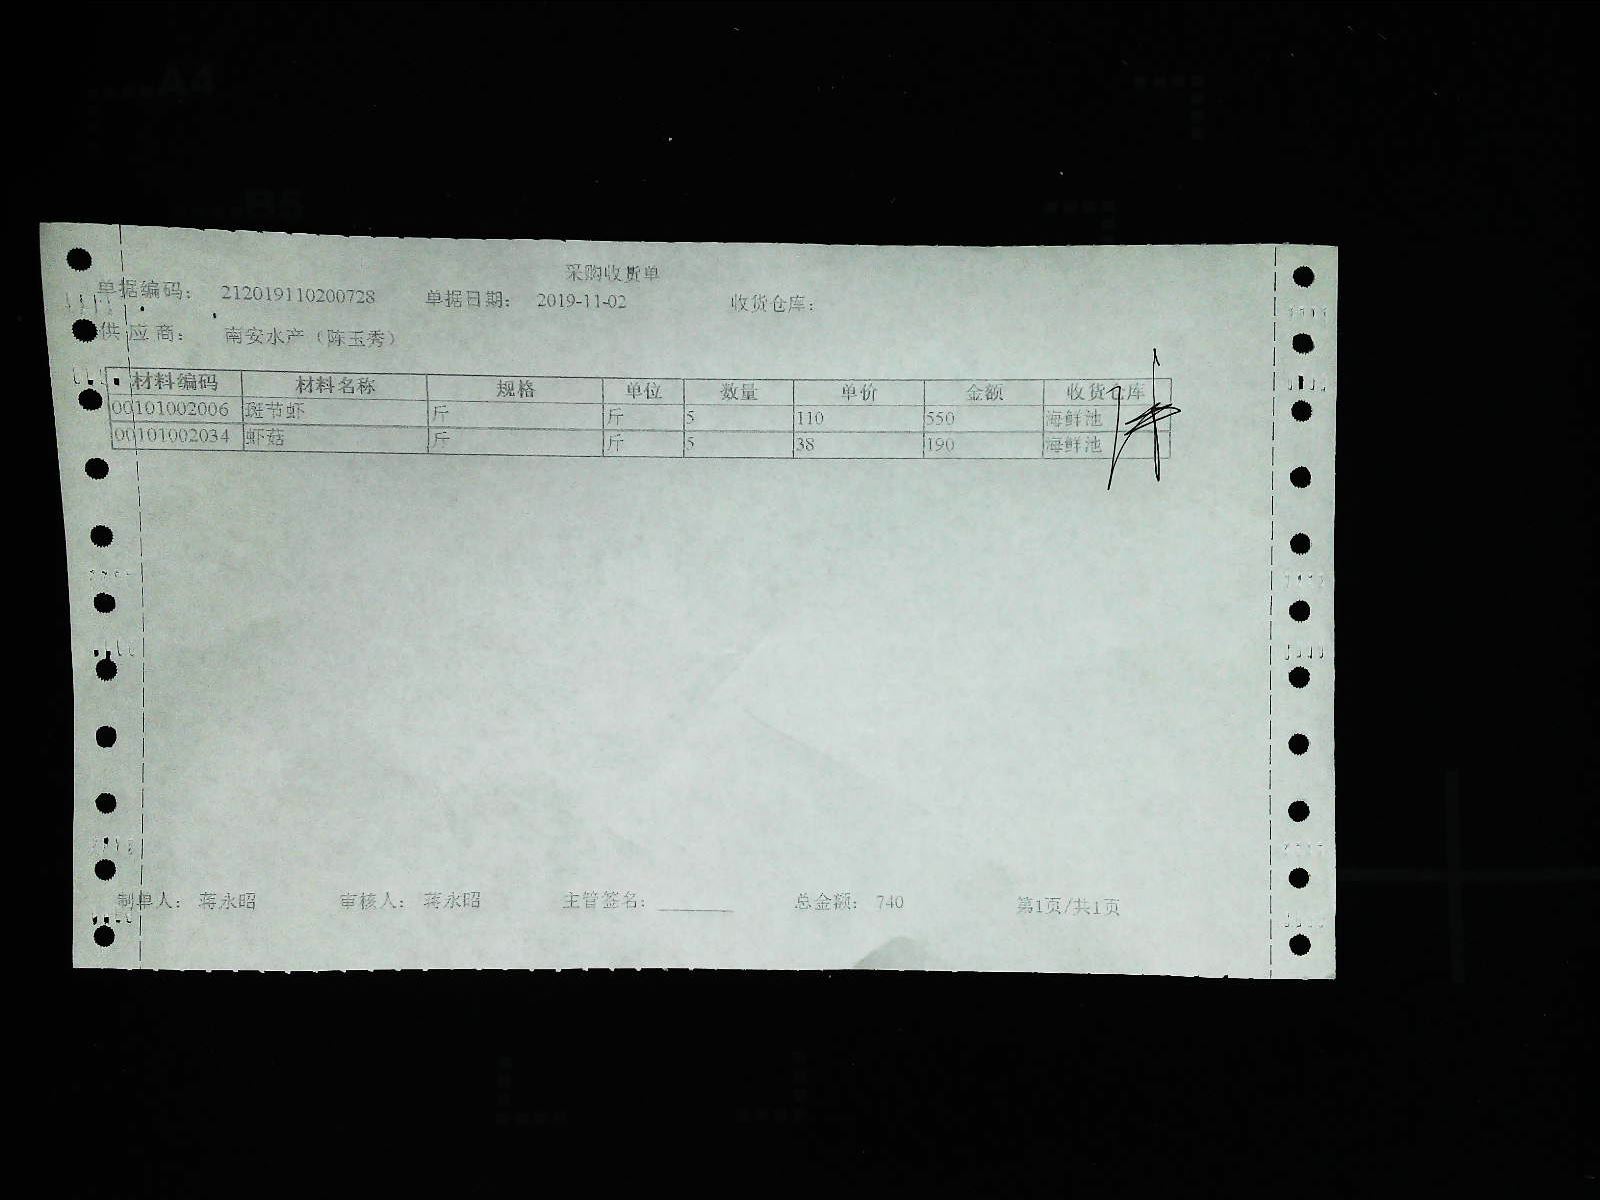 采购收货单
单据编码： 212019110200728 单据日期： 2019-11-02 收货仓库：
供应商： 南安水产（陈玉秀）
材料编码 材料名称 规格 单位 数量 单价 金额 收货仓库
00101002006 斑节虾 斤 斤 5 110 550 海鲜池
00101002034 虾菇 斤 斤 5 38 190 海鲜池
制单人： 蒋永昭 审核人： 蒋永昭 主管签名： 总金额： 740 第1页/共1页